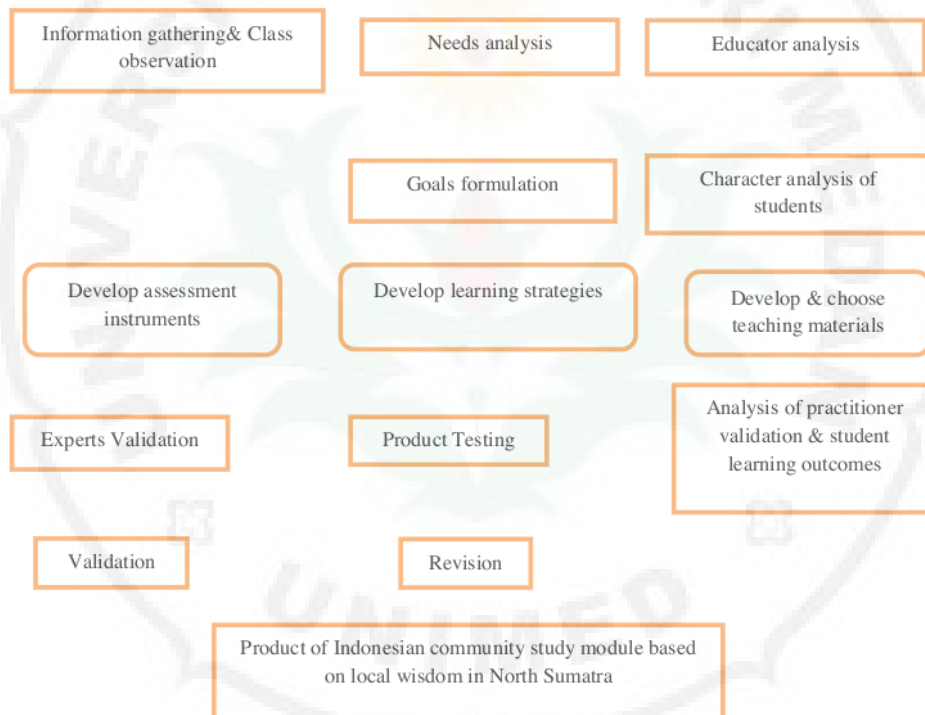 Information gathering& Class
observation
Needs analysis
Educator analysis
Goals formulation
Character analysis of
students
Develop assessment
instruments
Develop learning strategies
Develop & choose
teaching materials
Experts Validation
Product Testing
Analysis of practitioner
validation & student
learning outcomes
Validation
Revision
Product of Indonesian community study module based
on local wisdom in North Sumatra
UNIMED